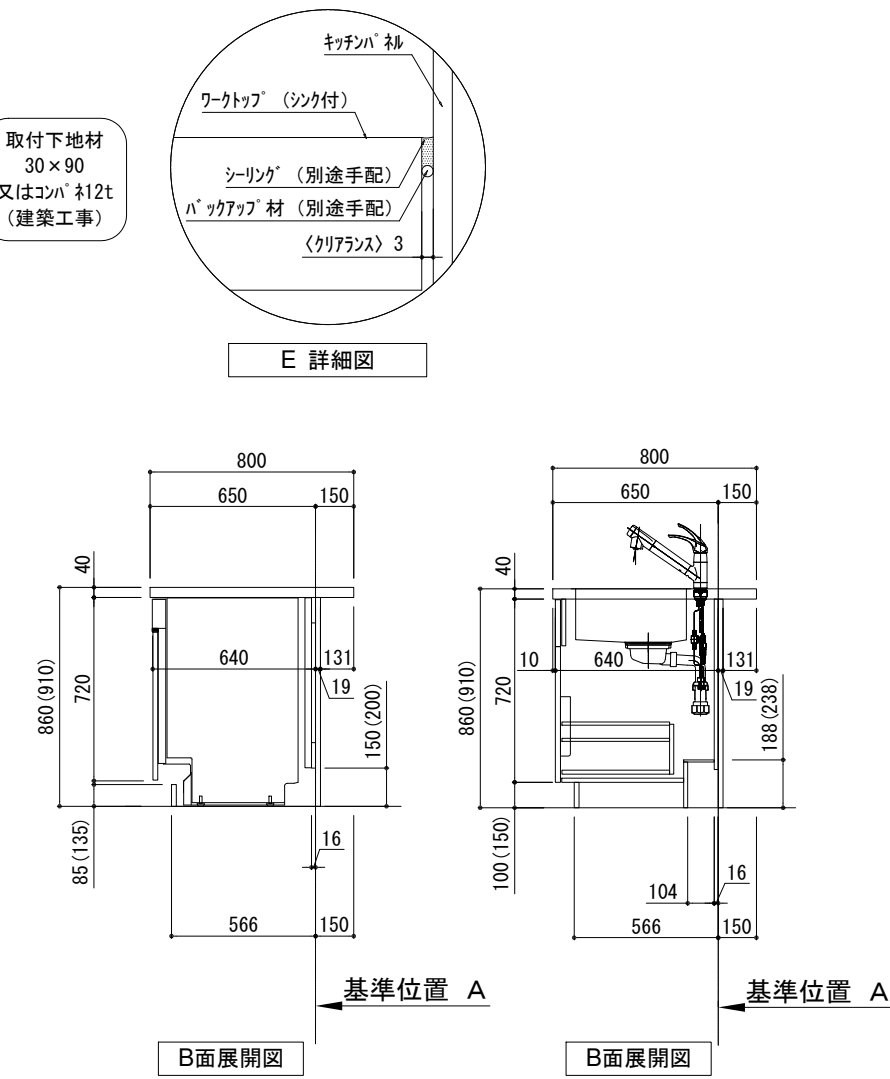 キッチンパネル
ワークトップ（シンク付）
取付下地材
30×90
又はコンパネ12t
（建築工事）
シーリング（別途手配）
バックアップ材（別途手配）
〈クリアランス〉3
E 詳細図
800
650
150
40
640
131
19
720
860(910)
150(200)
85(135)
16
566
150
基準位置 A
B面展開図
800
650
150
40
10
640
131
19
720
860(910)
188(238)
100(150)
16
104
566
150
基準位置 A
B面展開図